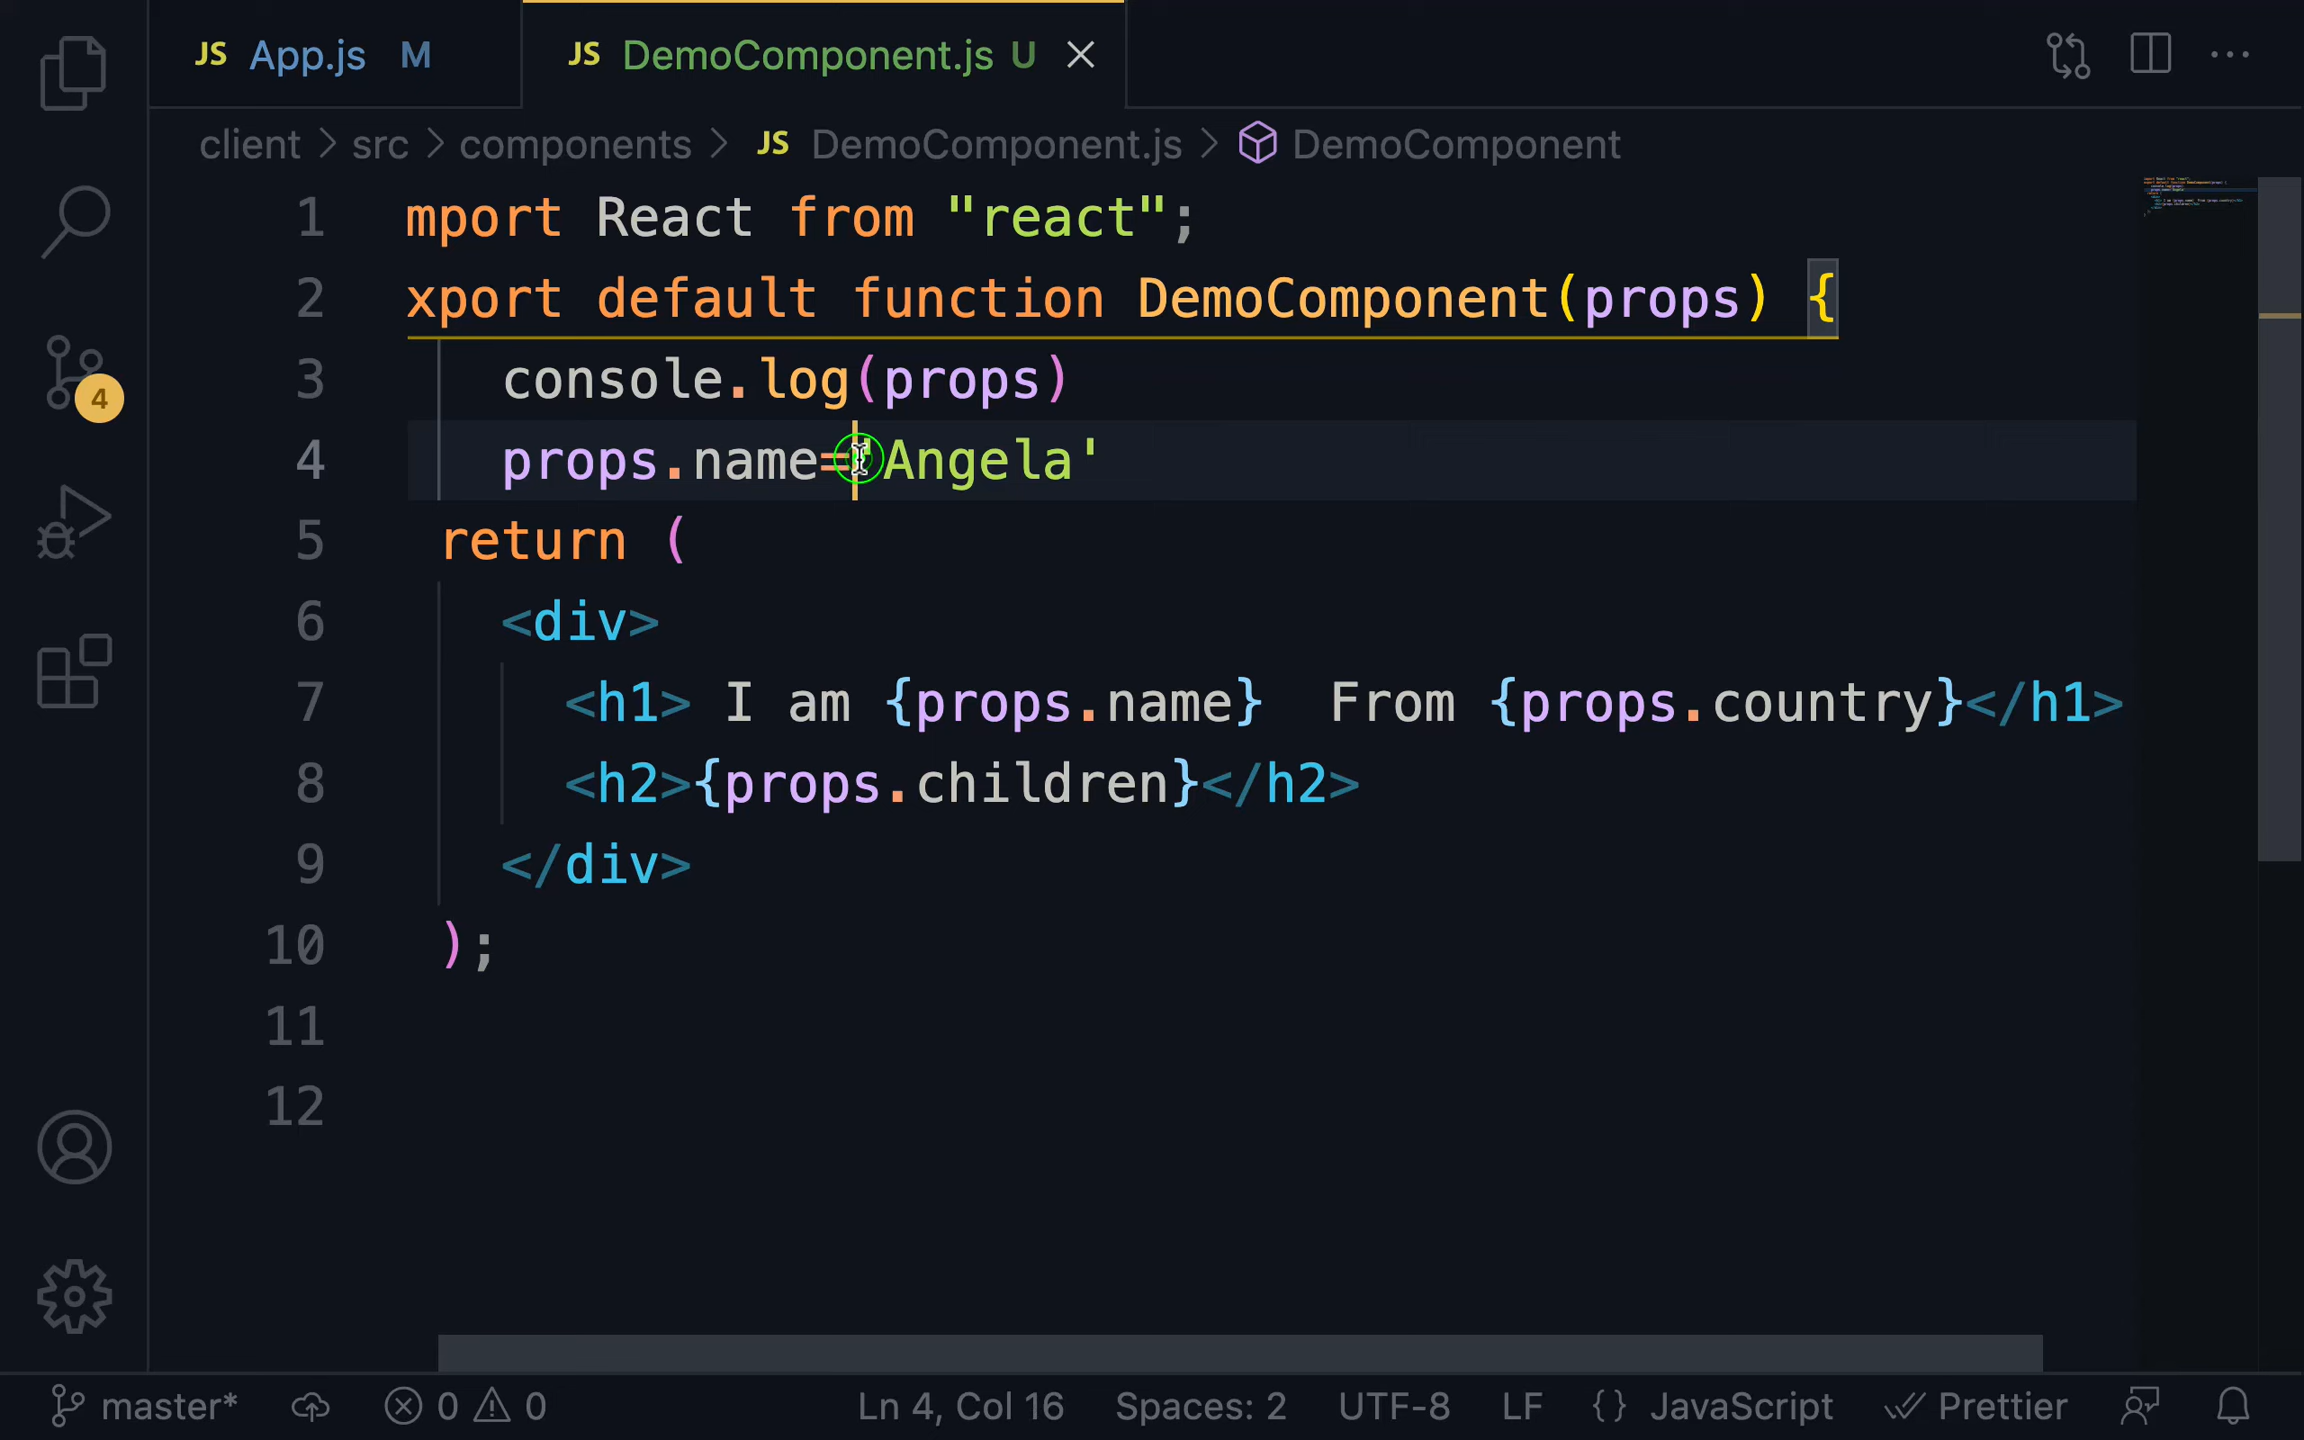 JS App.js M JS DemoComponent.js U
client > src > components > JS DemoComponent.js > DemoComponent
1 mport React from "react";
2 xport default function DemoComponent(props) {
3 console.log(props)
4 props.name='Angela'
5 return (
6 <div>
7 <h1> I am {props.name}  From {props.country}</h1>
8 <h2>{props.children}</h2>
9 </div>
10 );
11
12
4
master* 0 0 Ln 4, Col 16 Spaces: 2 UTF-8 LF {} JavaScript Prettier